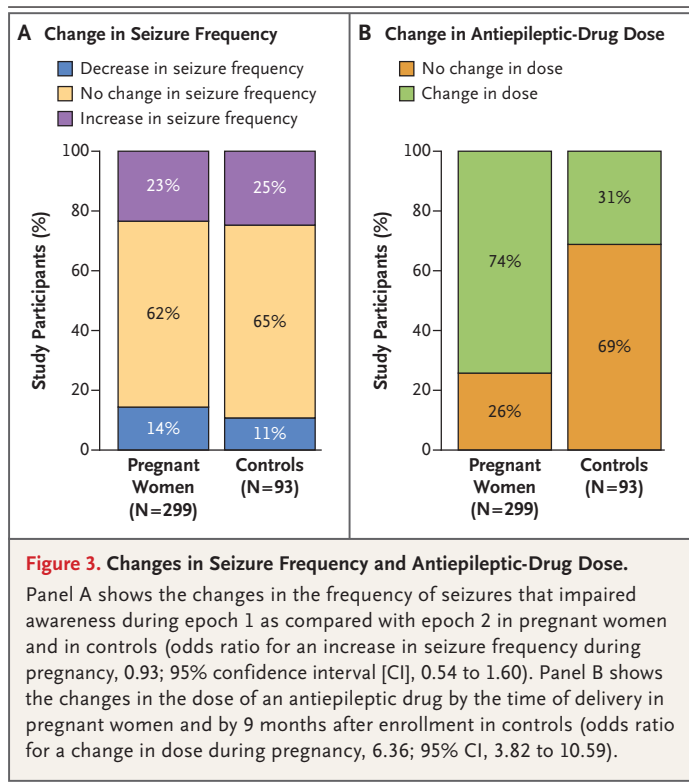 A Change in Seizure Frequency
Decrease in seizure frequency
No change in seizure frequency
Increase in seizure frequency
Study Participants (%)
100
80
60
40
20
0
23%
62%
14%
25%
65%
11%
Pregnant
Women
(N=299)
Controls
(N=93)
B Change in Antiepileptic-Drug Dose
No change in dose
Change in dose
Study Participants (%)
100
80
60
40
20
0
74%
26%
31%
69%
Pregnant
Women
(N=299)
Controls
(N=93)
Figure 3. Changes in Seizure Frequency and Antiepileptic-Drug Dose.
Panel A shows the changes in the frequency of seizures that impaired
awareness during epoch 1 as compared with epoch 2 in pregnant women
and in controls (odds ratio for an increase in seizure frequency during
pregnancy, 0.93; 95% confidence interval [CI], 0.54 to 1.60). Panel B shows
the changes in the dose of an antiepileptic drug by the time of delivery in
pregnant women and by 9 months after enrollment in controls (odds ratio
for a change in dose during pregnancy, 6.36; 95% CI, 3.82 to 10.59).